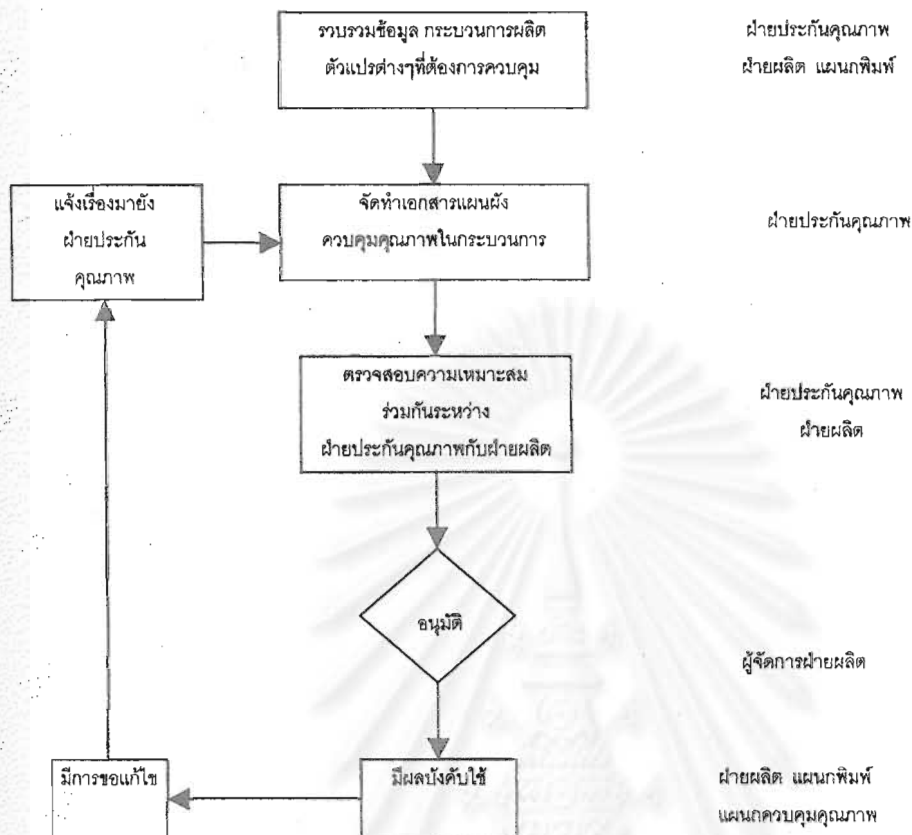 รวบรวมข้อมูล กระบวนการผลิต
ตัวแปรต่างๆที่ต้องการควบคุม
ฝ่ายประกันคุณภาพ
ฝ่ายผลิต แผนกพิมพ์
แจ้งเรื่องมายัง
ฝ่ายประกัน
คุณภาพ
จัดทำเอกสารแผนผัง
ควบคุมคุณภาพในกระบวนการ
ฝ่ายประกันคุณภาพ
ตรวจสอบความเหมาะสม
ร่วมกันระหว่าง
ฝ่ายประกันคุณภาพกับฝ่ายผลิต
ฝ่ายประกันคุณภาพ
ฝ่ายผลิต
อนุมัติ
ผู้จัดการฝ่ายผลิต
มีการขอแก้ไข
มีผลบังคับใช้
ฝ่ายผลิต แผนกพิมพ์
แผนกควบคุมคุณภาพ